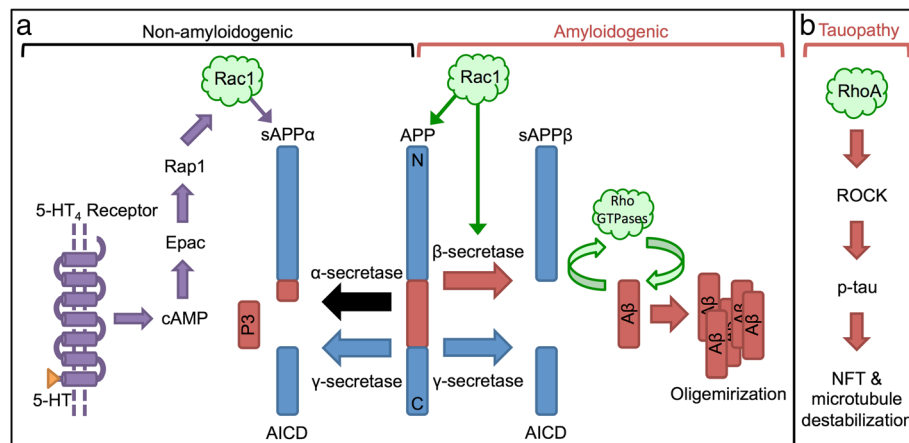 a
Non-amyloidogenic
Amyloidogenic
b
Tauopathy
Rac1
Rac1
RhoA
sAPPα
APP
sAPPβ
N
Rap1
ROCK
Rho
GTPases
5-HT4 Receptor
Epac
β-secretase
α-secretase
p-tau
cAMP
P3
Aβ
Aβ
Aβ
Aβ
Aβ
γ-secretase
γ-secretase
5-HT
C
Oligemirization
NFT &
microtubule
destabilization
AICD
AICD